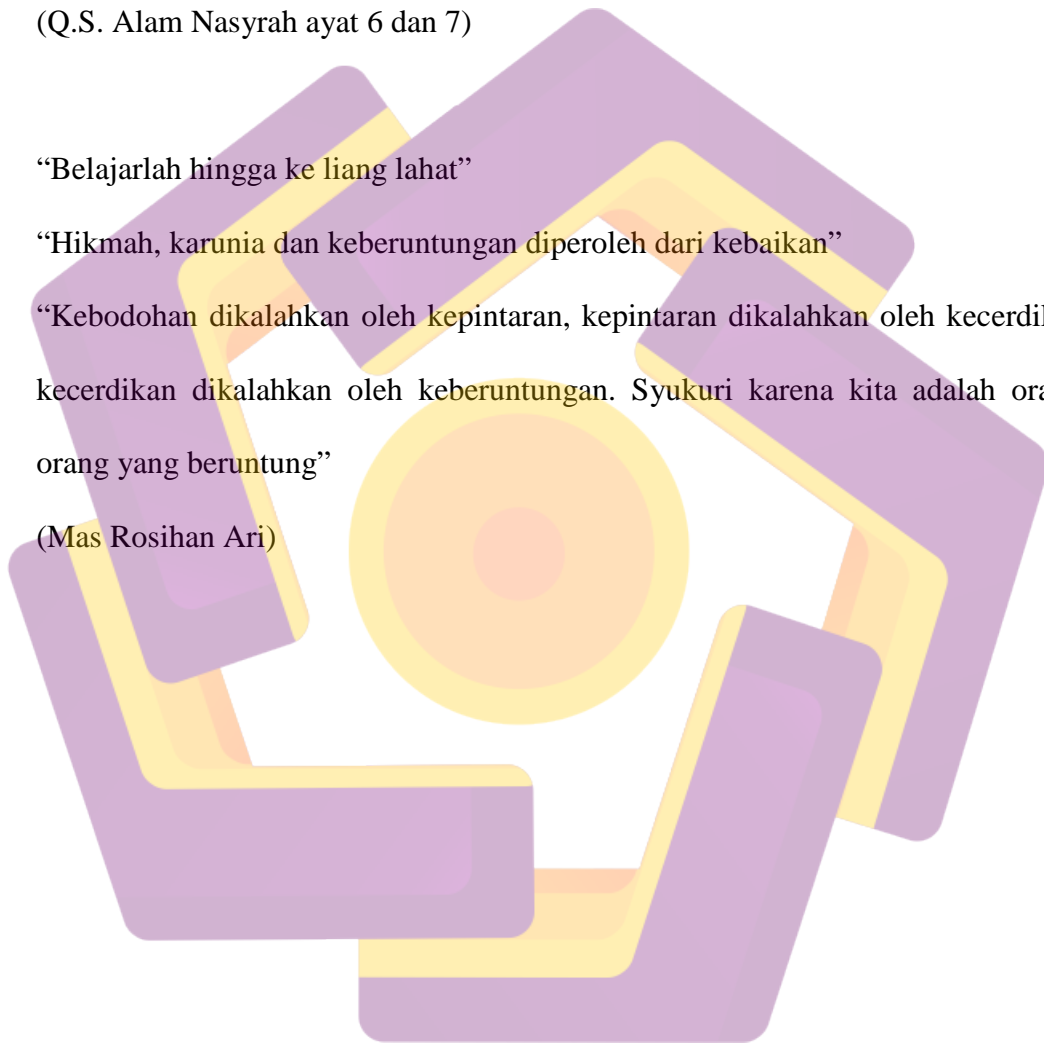 (Q.S. Alam Nasyrah ayat 6 dan 7)
“Belajarlah hingga ke liang lahat”
“Hikmah, karunia dan keberuntungan diperoleh dari kebaikan”
“Kebodohan dikalahkan oleh kepintaran, kepintaran dikalahkan oleh
kecerdikan dikalahkan oleh keberuntungan. Syukuri karena kita adalah
orang yang beruntung”
(Mas Rosihan Ari)